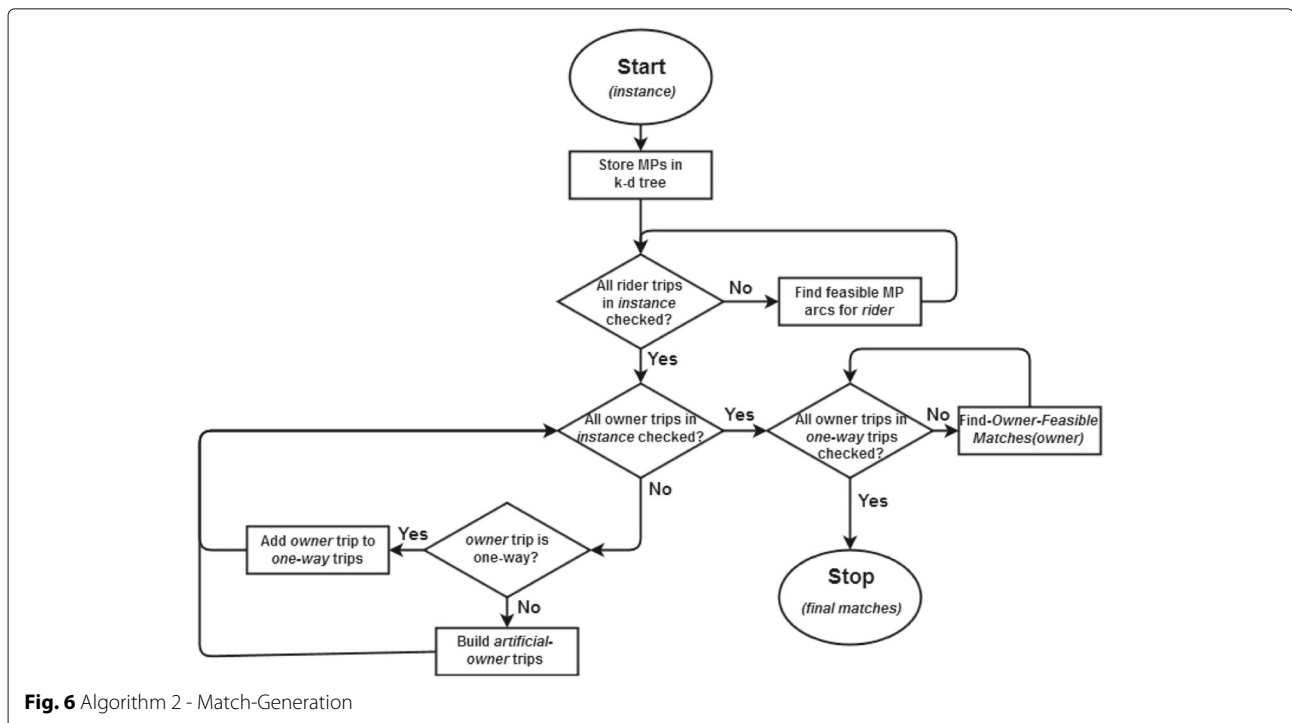 Start
(instance)
Store MPs in
k-d tree
All rider trips
in instance
checked?
No
Find feasible MP
arcs for rider
Yes
All owner trips in
instance checked?
Yes
All owner trips in
one-way trips
checked?
No
Find-Owner-Feasible
Matches(owner)
No
Yes
owner trip is
one-way?
Yes
Add owner trip to
one-way trips
No
Build artificial-
owner trips
Stop
(final matches)
Fig. 6 Algorithm 2 - Match-Generation